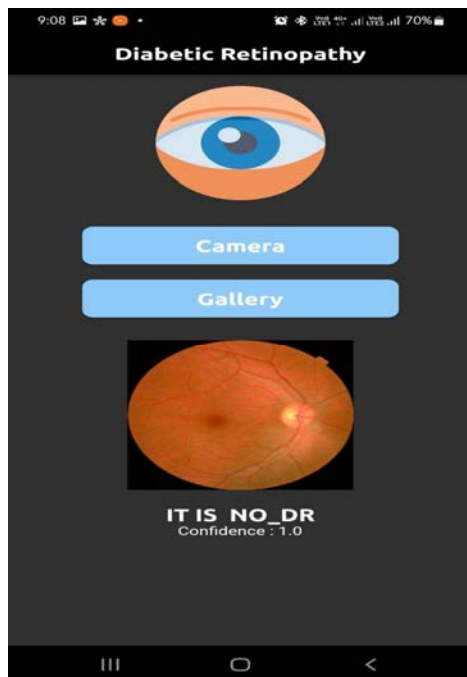 9:08 70%
Diabetic Retinopathy
Camera
Gallery
IT IS NO_DR
Confidence : 1.0